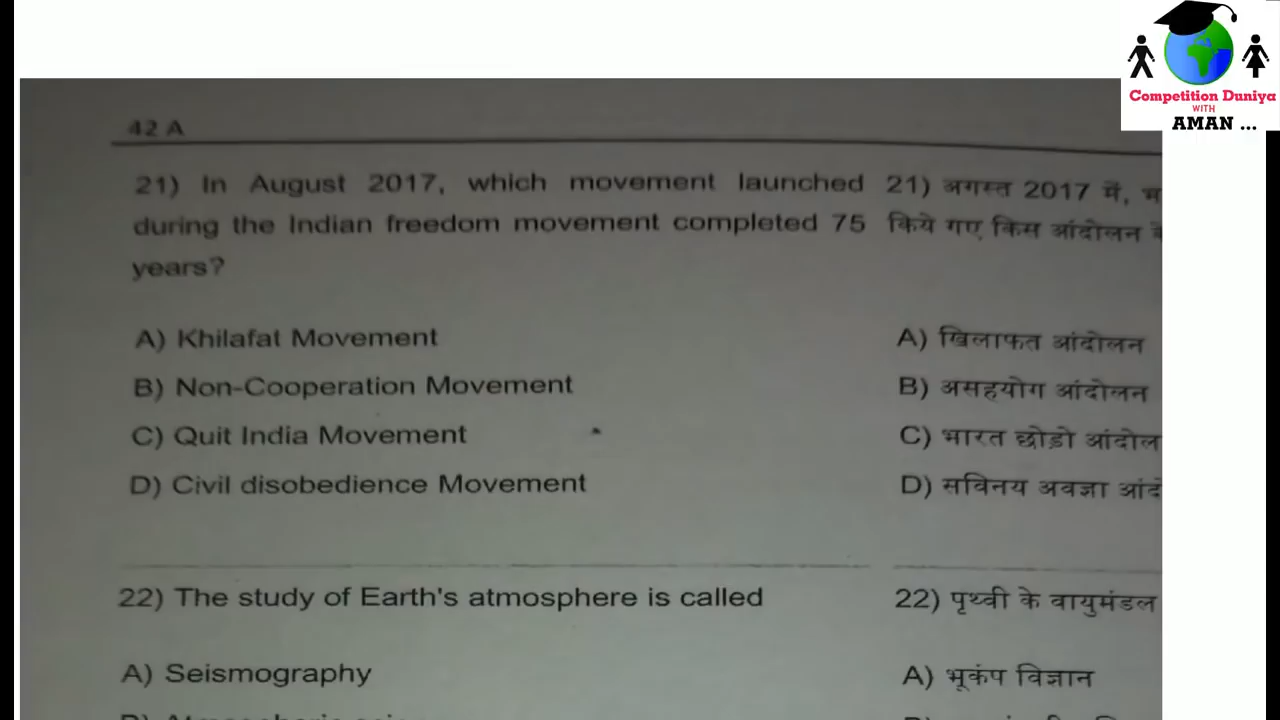 Competition Duniya
WITH
AMAN ...
42 A
21) In August 2017, which movement launched
during the Indian freedom movement completed 75
years?
A) Khilafat Movement
B) Non-Cooperation Movement
C) Quit India Movement
D) Civil disobedience Movement
22) The study of Earth's atmosphere is called
A) Seismography
21) अगस्त 2017 में,
किये गए किस आंदोलन
A) खिलाफत आंदोलन
B) असहयोग आंदोलन
C) भारत छोड़ो आंदोल
D) सविनय अवज्ञा
22) पृथ्वी के वायुमंडल
A) भूकंप विज्ञान